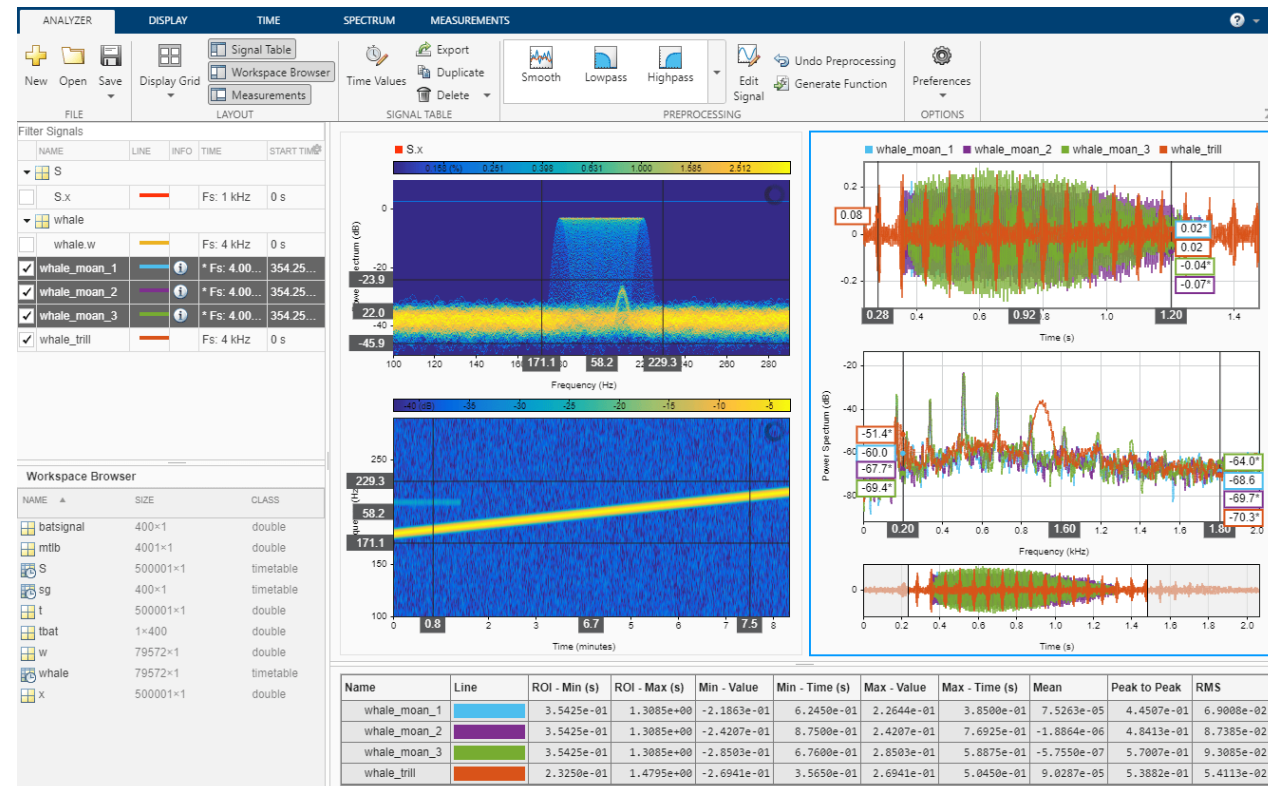 ANALYZER DISPLAY TIME SPECTRUM MEASUREMENTS
New Open Save
FILE
Display Grid
Signal Table
Workspace Browser
Measurements
LAYOUT
Time Values
Export
Duplicate
Delete
SIGNAL TABLE
Smooth Lowpass Highpass
Edit Signal
Undo Preprocessing
Generate Function
PREPROCESSING
Preferences
OPTIONS
Filter Signals
NAME LINE INFO TIME START TIME
S
S.x Fs: 1 kHz 0 s
whale
whale.w Fs: 4 kHz 0 s
whale_moan_1 * Fs: 4.00... 354.25...
whale_moan_2 * Fs: 4.00... 354.25...
whale_moan_3 * Fs: 4.00... 354.25...
whale_trill Fs: 4 kHz 0 s
Workspace Browser
NAME SIZE CLASS
batsignal 400×1 double
mtlb 4001×1 double
S 500001×1 timetable
sg 400×1 timetable
t 500001×1 double
tbat 1×400 double
w 79572×1 double
whale 79572×1 timetable
x 500001×1 double
S.x
0.158 (%) 0.251 0.398 0.631 1.000 1.585 2.512
0
-20
-23.9
22.0
-40
-45.9
100 120 140 171.1 58.2 229.3 240 260 280
Frequency (Hz)
-40 (dB) -35 -30 -25 -20 -15 -10 -5
250
229.3
58.2
171.1
150
100
0 0.8 2 3 6.7 5 6 7 7.5 8
Time (minutes)
whale_moan_1 whale_moan_2 whale_moan_3 whale_trill
0.2
0.08
0
-0.2
0.02*
0.02
-0.04*
-0.07*
0.28 0.4 0.6 0.92 1.0 1.20 1.4
Time (s)
Power Spectrum (dB)
-20
-40
-60
-80
-51.4*
-60.0
-67.7*
-69.4*
-64.0*
-68.6
-69.7*
-70.3*
0 0.20 0.4 0.6 0.8 1.60 1.2 1.4 1.6 1.80 2.0
Frequency (kHz)
0
0 0.2 0.4 0.6 0.8 1.0 1.2 1.4 1.6 1.8 2.0
Time (s)
Name Line ROI - Min (s) ROI - Max (s) Min - Value Min - Time (s) Max - Value Max - Time (s) Mean Peak to Peak RMS
whale_moan_1 3.5425e-01 1.3085e+00 -2.1863e-01 6.2450e-01 2.2644e-01 3.8500e-01 7.5263e-05 4.4507e-01 6.9008e-02
whale_moan_2 3.5425e-01 1.3085e+00 -2.4207e-01 8.7500e-01 2.4207e-01 7.6925e-01 -1.8864e-06 4.8413e-01 8.7385e-02
whale_moan_3 3.5425e-01 1.3085e+00 -2.8503e-01 6.7600e-01 2.8503e-01 5.8875e-01 -5.7550e-07 5.7007e-01 9.3085e-02
whale_trill 2.3250e-01 1.4795e+00 -2.6941e-01 3.5650e-01 2.6941e-01 5.0450e-01 9.0287e-05 5.3882e-01 5.4113e-02